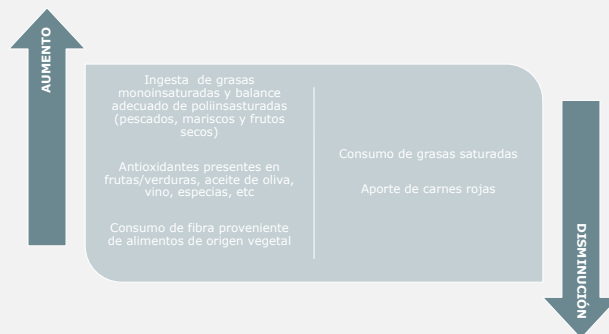 AUMENTO
Ingesta de grasas
monoinsaturadas y balance
adecuado de poliinsasturadas
(pescados, mariscos y frutos
secos)
Antioxidantes presentes en
frutas/verduras, aceite de oliva,
vino, especias, etc
Consumo de fibra proveniente
de alimentos de origen vegetal
Consumo de grasas saturadas
Aporte de carnes rojas
DISMINUCIÓN